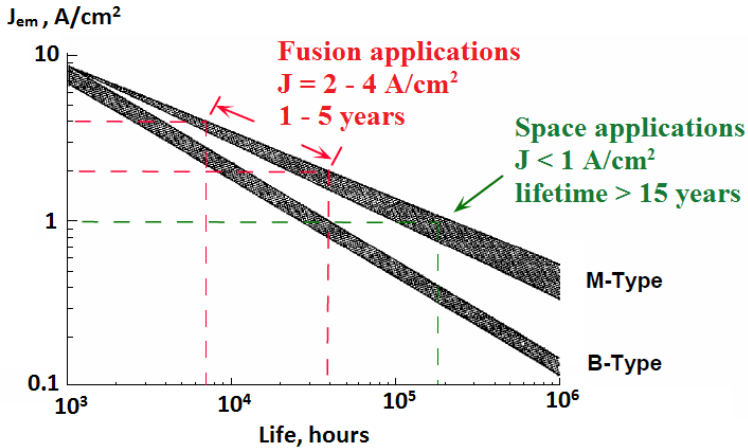 J_em , A/cm²
10
1
0.1
Fusion applications
J = 2 - 4 A/cm²
1 - 5 years
Space applications
J < 1 A/cm²
lifetime > 15 years
M-Type
B-Type
10³
10⁴
10⁵
10⁶
Life, hours